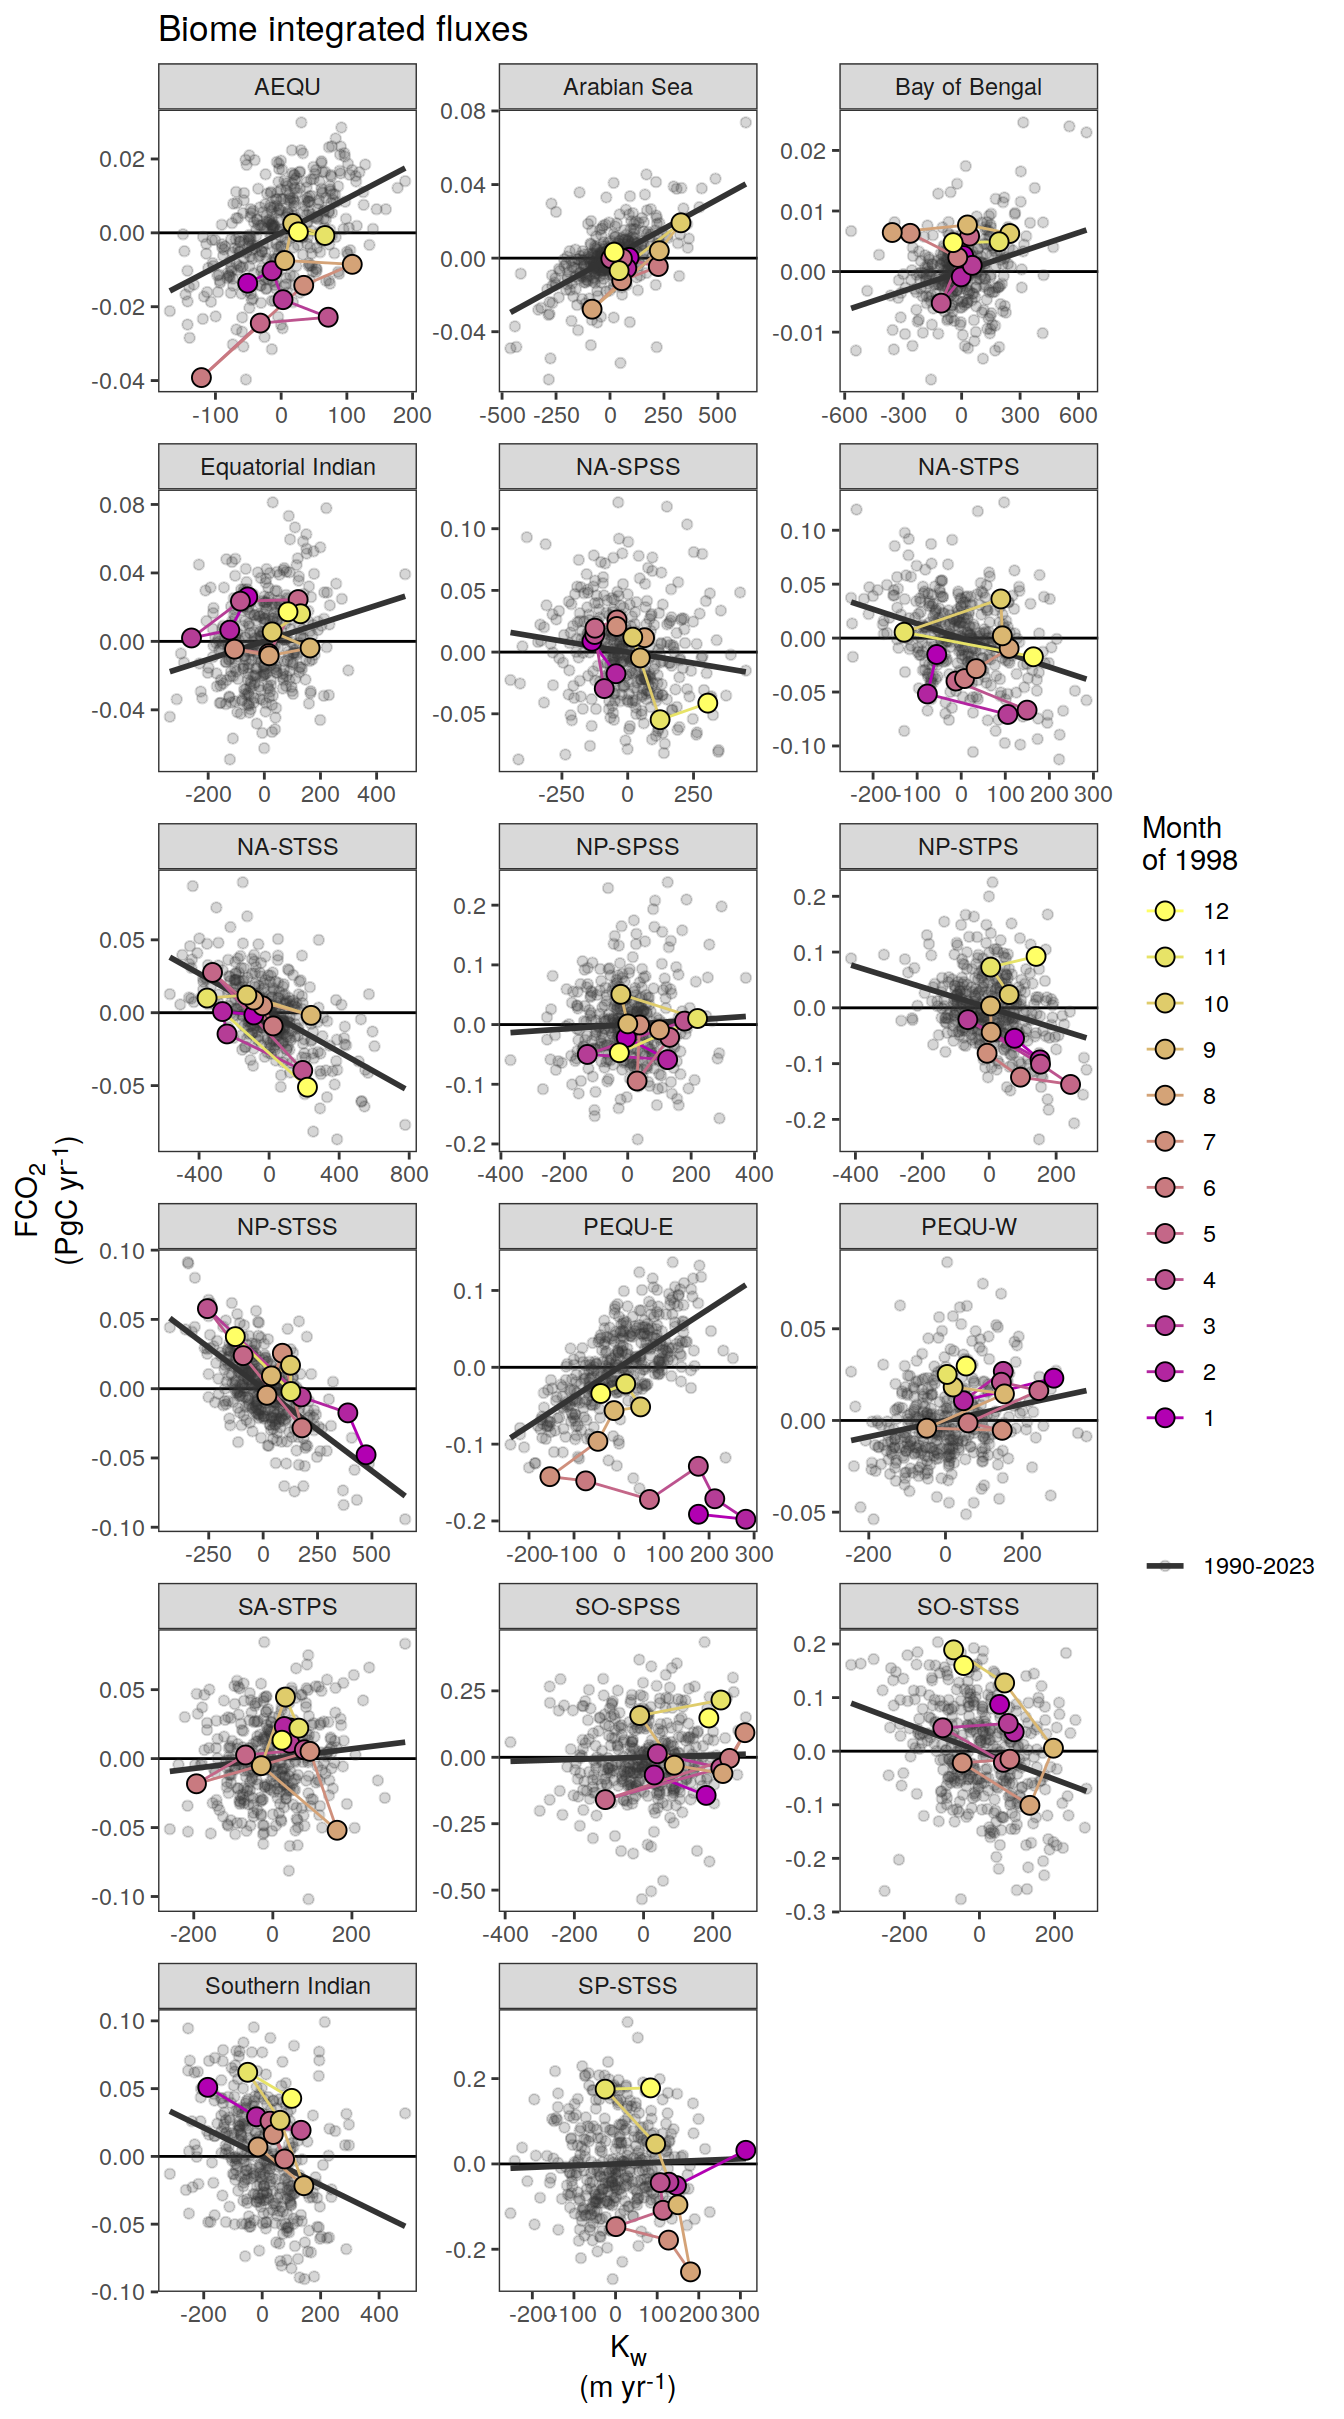 Biome integrated fluxes
AEQU
Arabian Sea
Bay of Bengal
0.02
0.00
-0.02
-0.04
0.08
0.04
0.00
-0.04
0.02
0.01
0.00
-0.01
-100 0 100 200
-500 -250 0 250 500
-600 -300 0 300 600
Equatorial Indian
NA-SPSS
NA-STPS
0.08
0.04
0.00
-0.04
0.10
0.05
0.00
-0.05
0.10
0.05
0.00
-0.05
-0.10
-200 0 200 400
-250 0 250
-200 -100 0 100 200 300
NA-STSS
NP-SPSS
NP-STPS
0.05
0.00
-0.05
0.2
0.1
0.0
-0.1
-0.2
0.2
0.1
0.0
-0.1
-0.2
-400 0 400 800
-400 -200 0 200 400
-400 -200 0 200
NP-STSS
PEQU-E
PEQU-W
0.10
0.05
0.00
-0.05
-0.10
0.1
0.0
-0.1
-0.2
0.05
0.00
-0.05
-250 0 250 500
-200 -100 0 100 200 300
-200 0 200
SA-STPS
SO-SPSS
SO-STSS
0.05
0.00
-0.05
-0.10
0.25
0.00
-0.25
-0.50
0.2
0.1
0.0
-0.1
-0.2
-0.3
-200 0 200
-400 -200 0 200
-200 0 200
Southern Indian
SP-STSS
0.10
0.05
0.00
-0.05
-0.10
0.2
0.0
-0.2
-200 0 200 400
-200 -100 0 100 200 300
FCO2
(PgC yr-1)
Kw
(m yr-1)
Month
of 1998
12
11
10
9
8
7
6
5
4
3
2
1
1990-2023